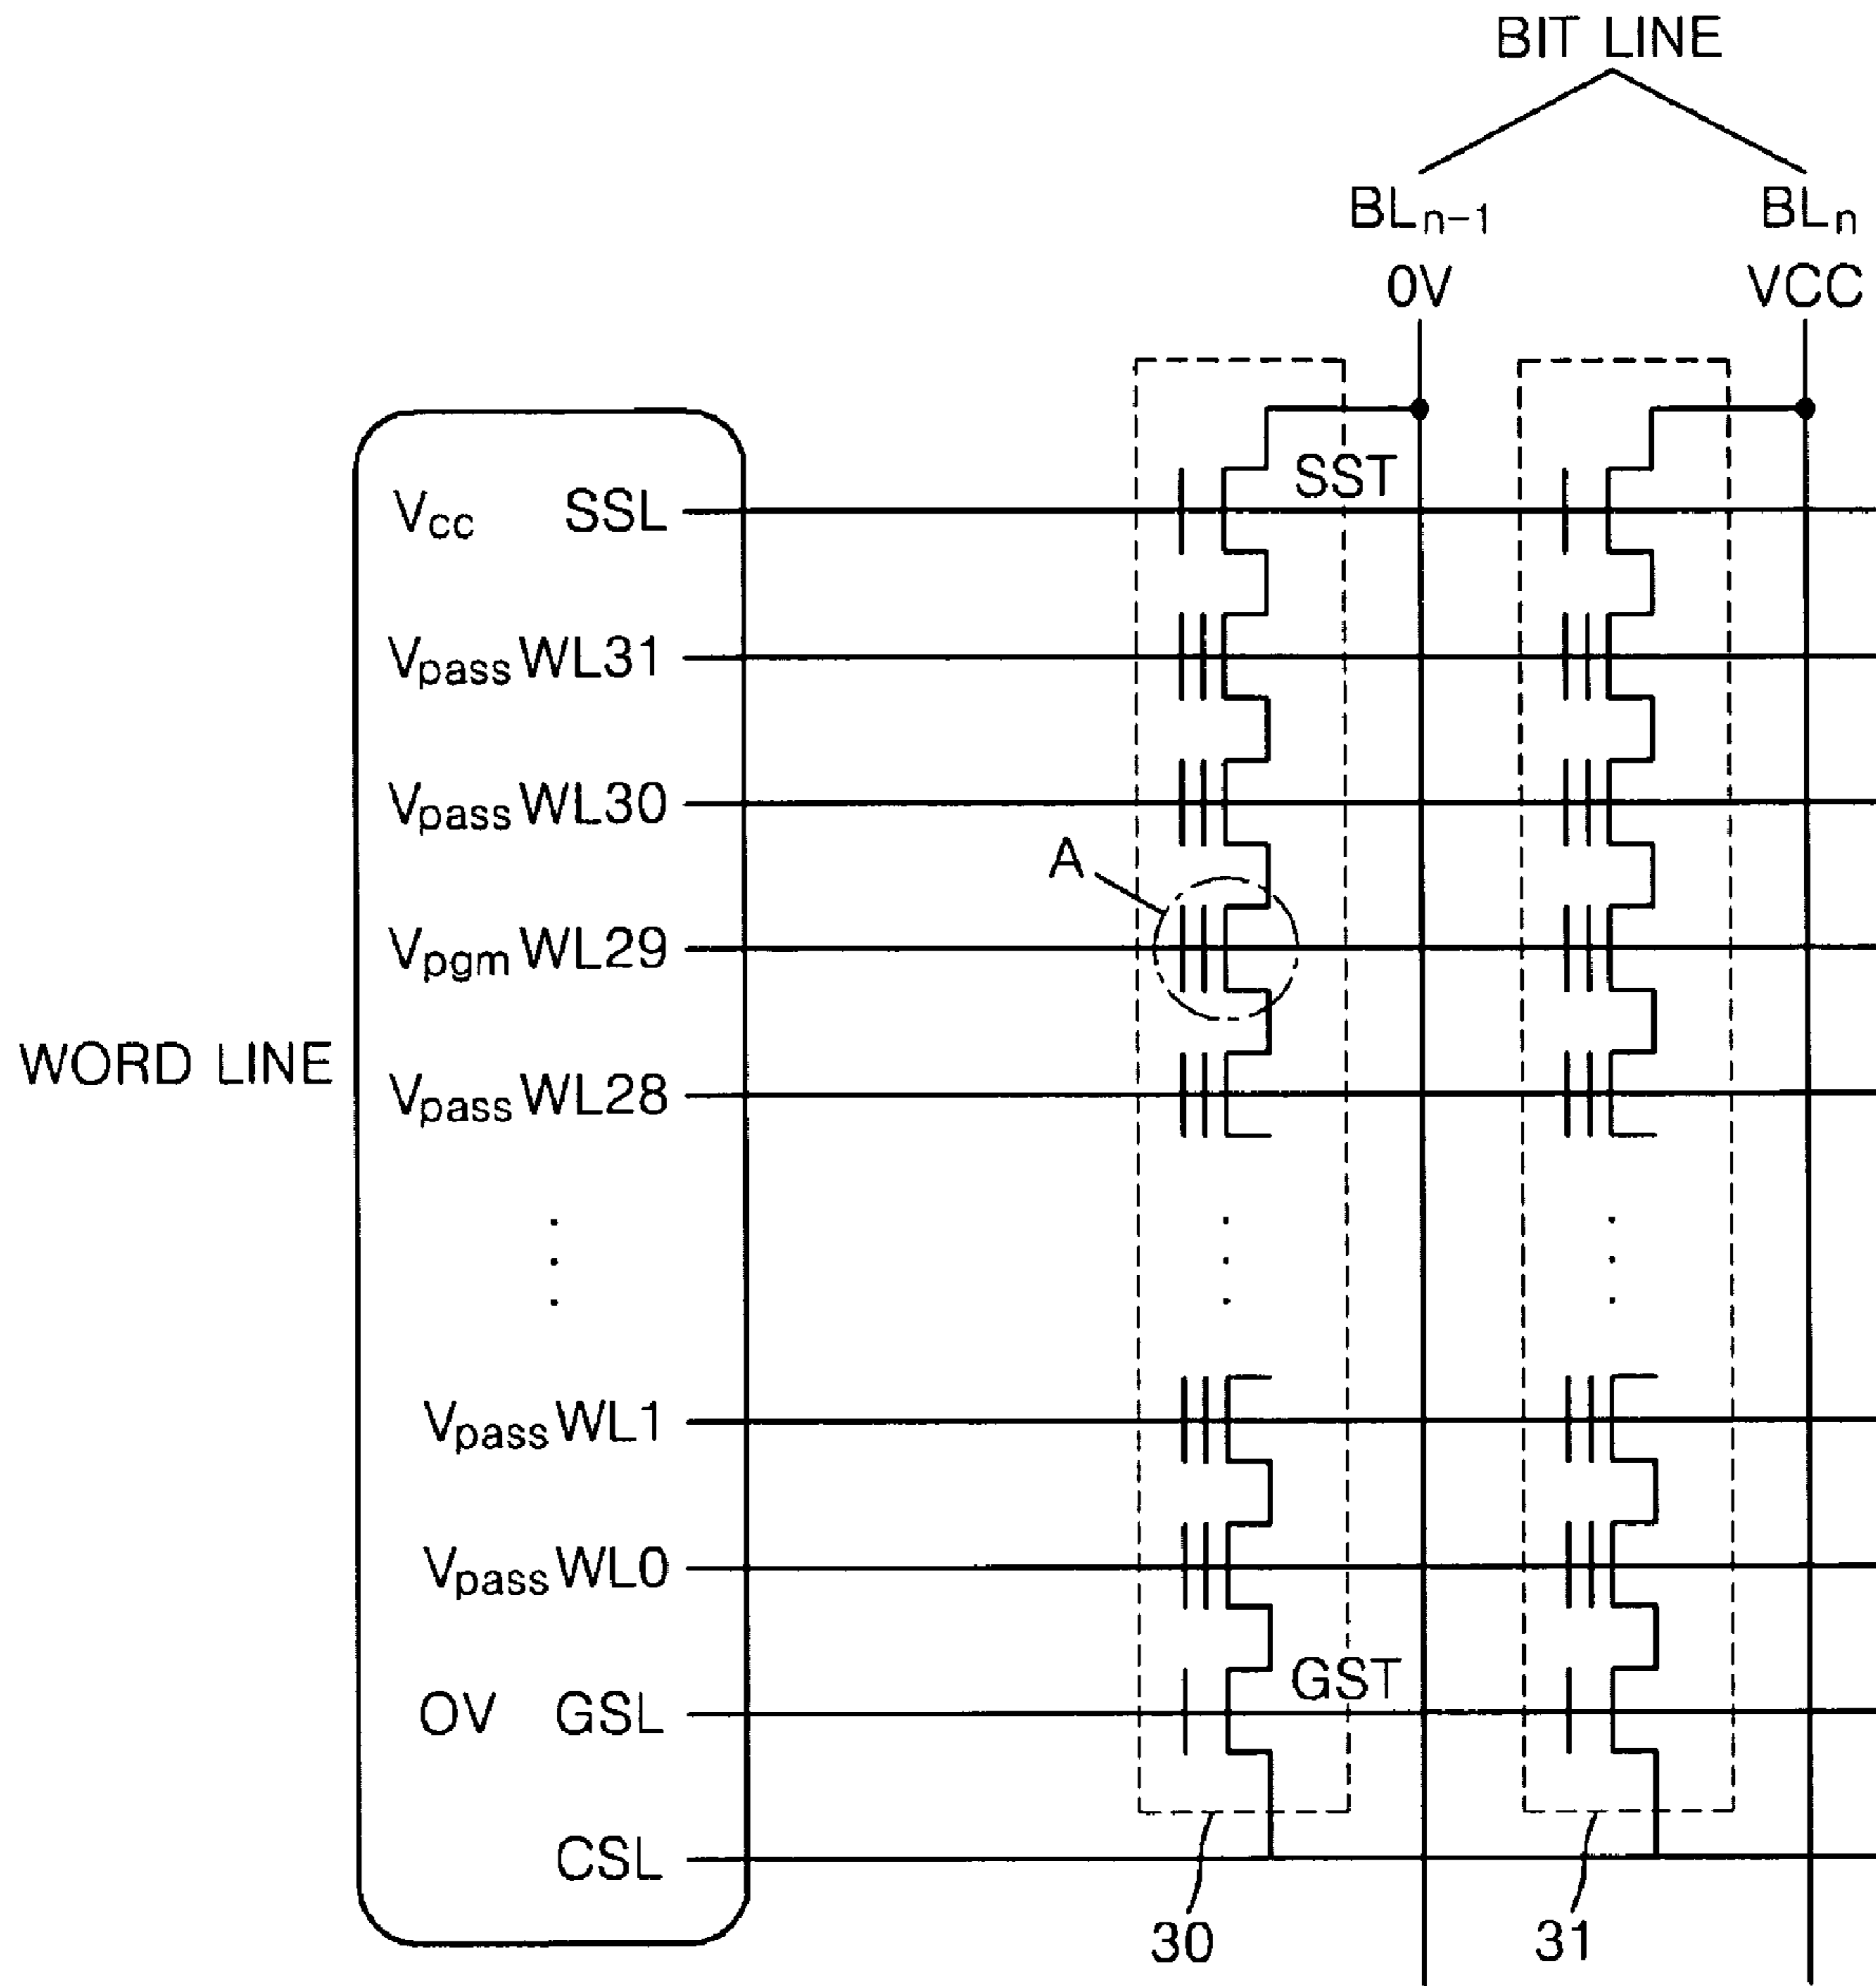 BIT LINE
BLn-1 BLn
0V VCC
SST
Vcc SSL
Vpass WL31
Vpass WL30
A
Vpgm WL29
WORD LINE
Vpass WL28
Vpass WL1
Vpass WL0
GST
OV GSL
CSL
30 31